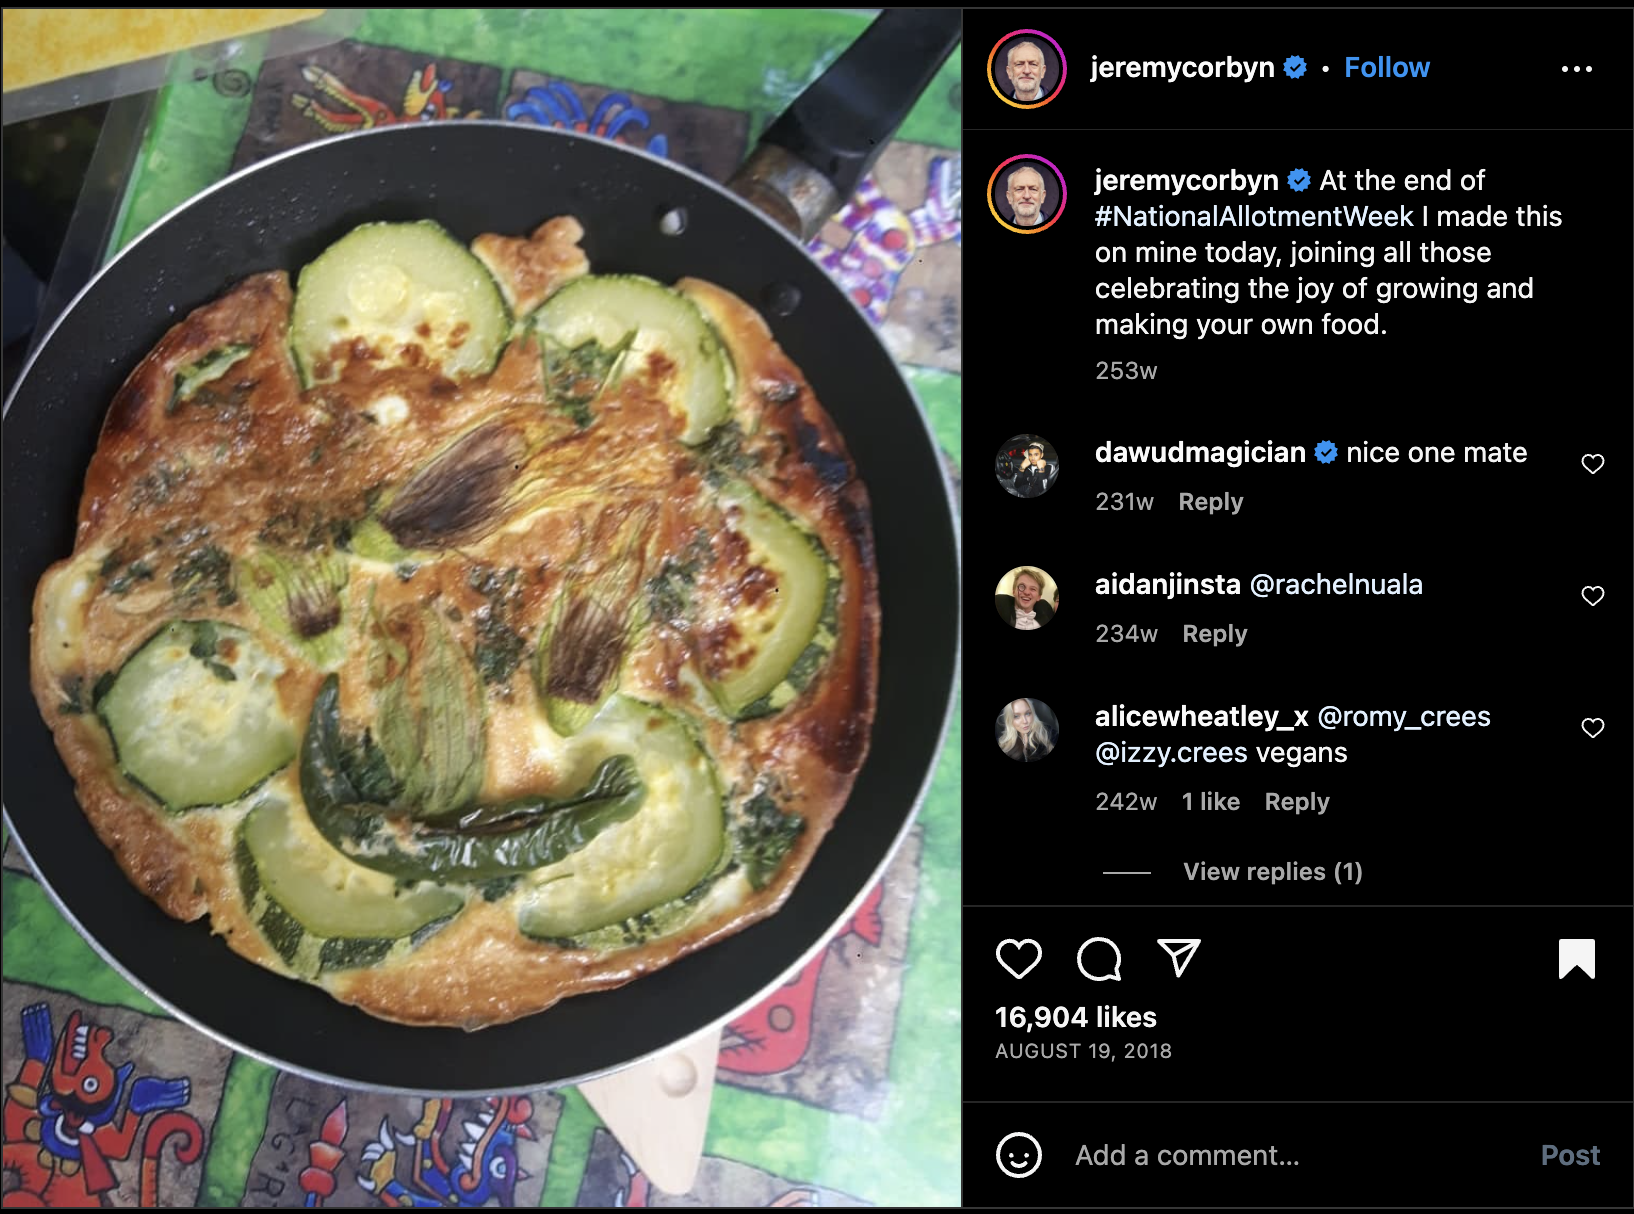 jeremycorbyn • Follow
jeremycorbyn At the end of
#NationalAllotmentWeek I made this
on mine today, joining all those
celebrating the joy of growing and
making your own food.
253w
dawudmagician nice one mate
231w Reply
aidanjinsta @rachelnuala
234w Reply
alicewheatley_x @romy_crees
@izzy.crees vegans
242w 1 like Reply
View replies (1)
16,904 likes
AUGUST 19, 2018
Add a comment...
Post